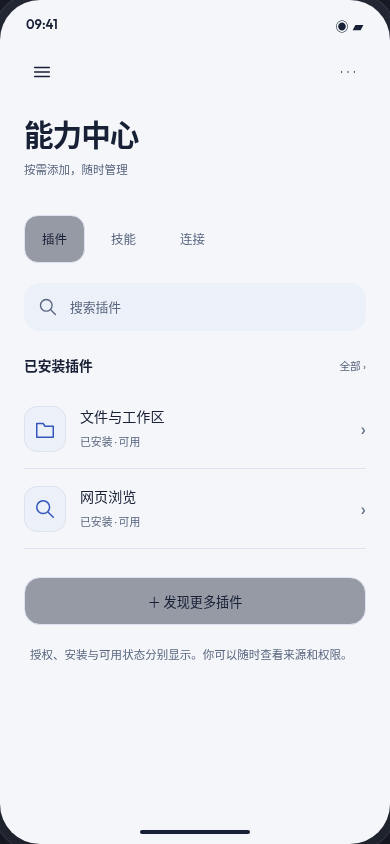 09:41
能力中心
按需添加，随时管理
插件 技能 连接
搜索插件
已安装插件 全部 ›
文件与工作区
已安装 · 可用
网页浏览
已安装 · 可用
＋ 发现更多插件
授权、安装与可用状态分别显示。你可以随时查看来源和权限。